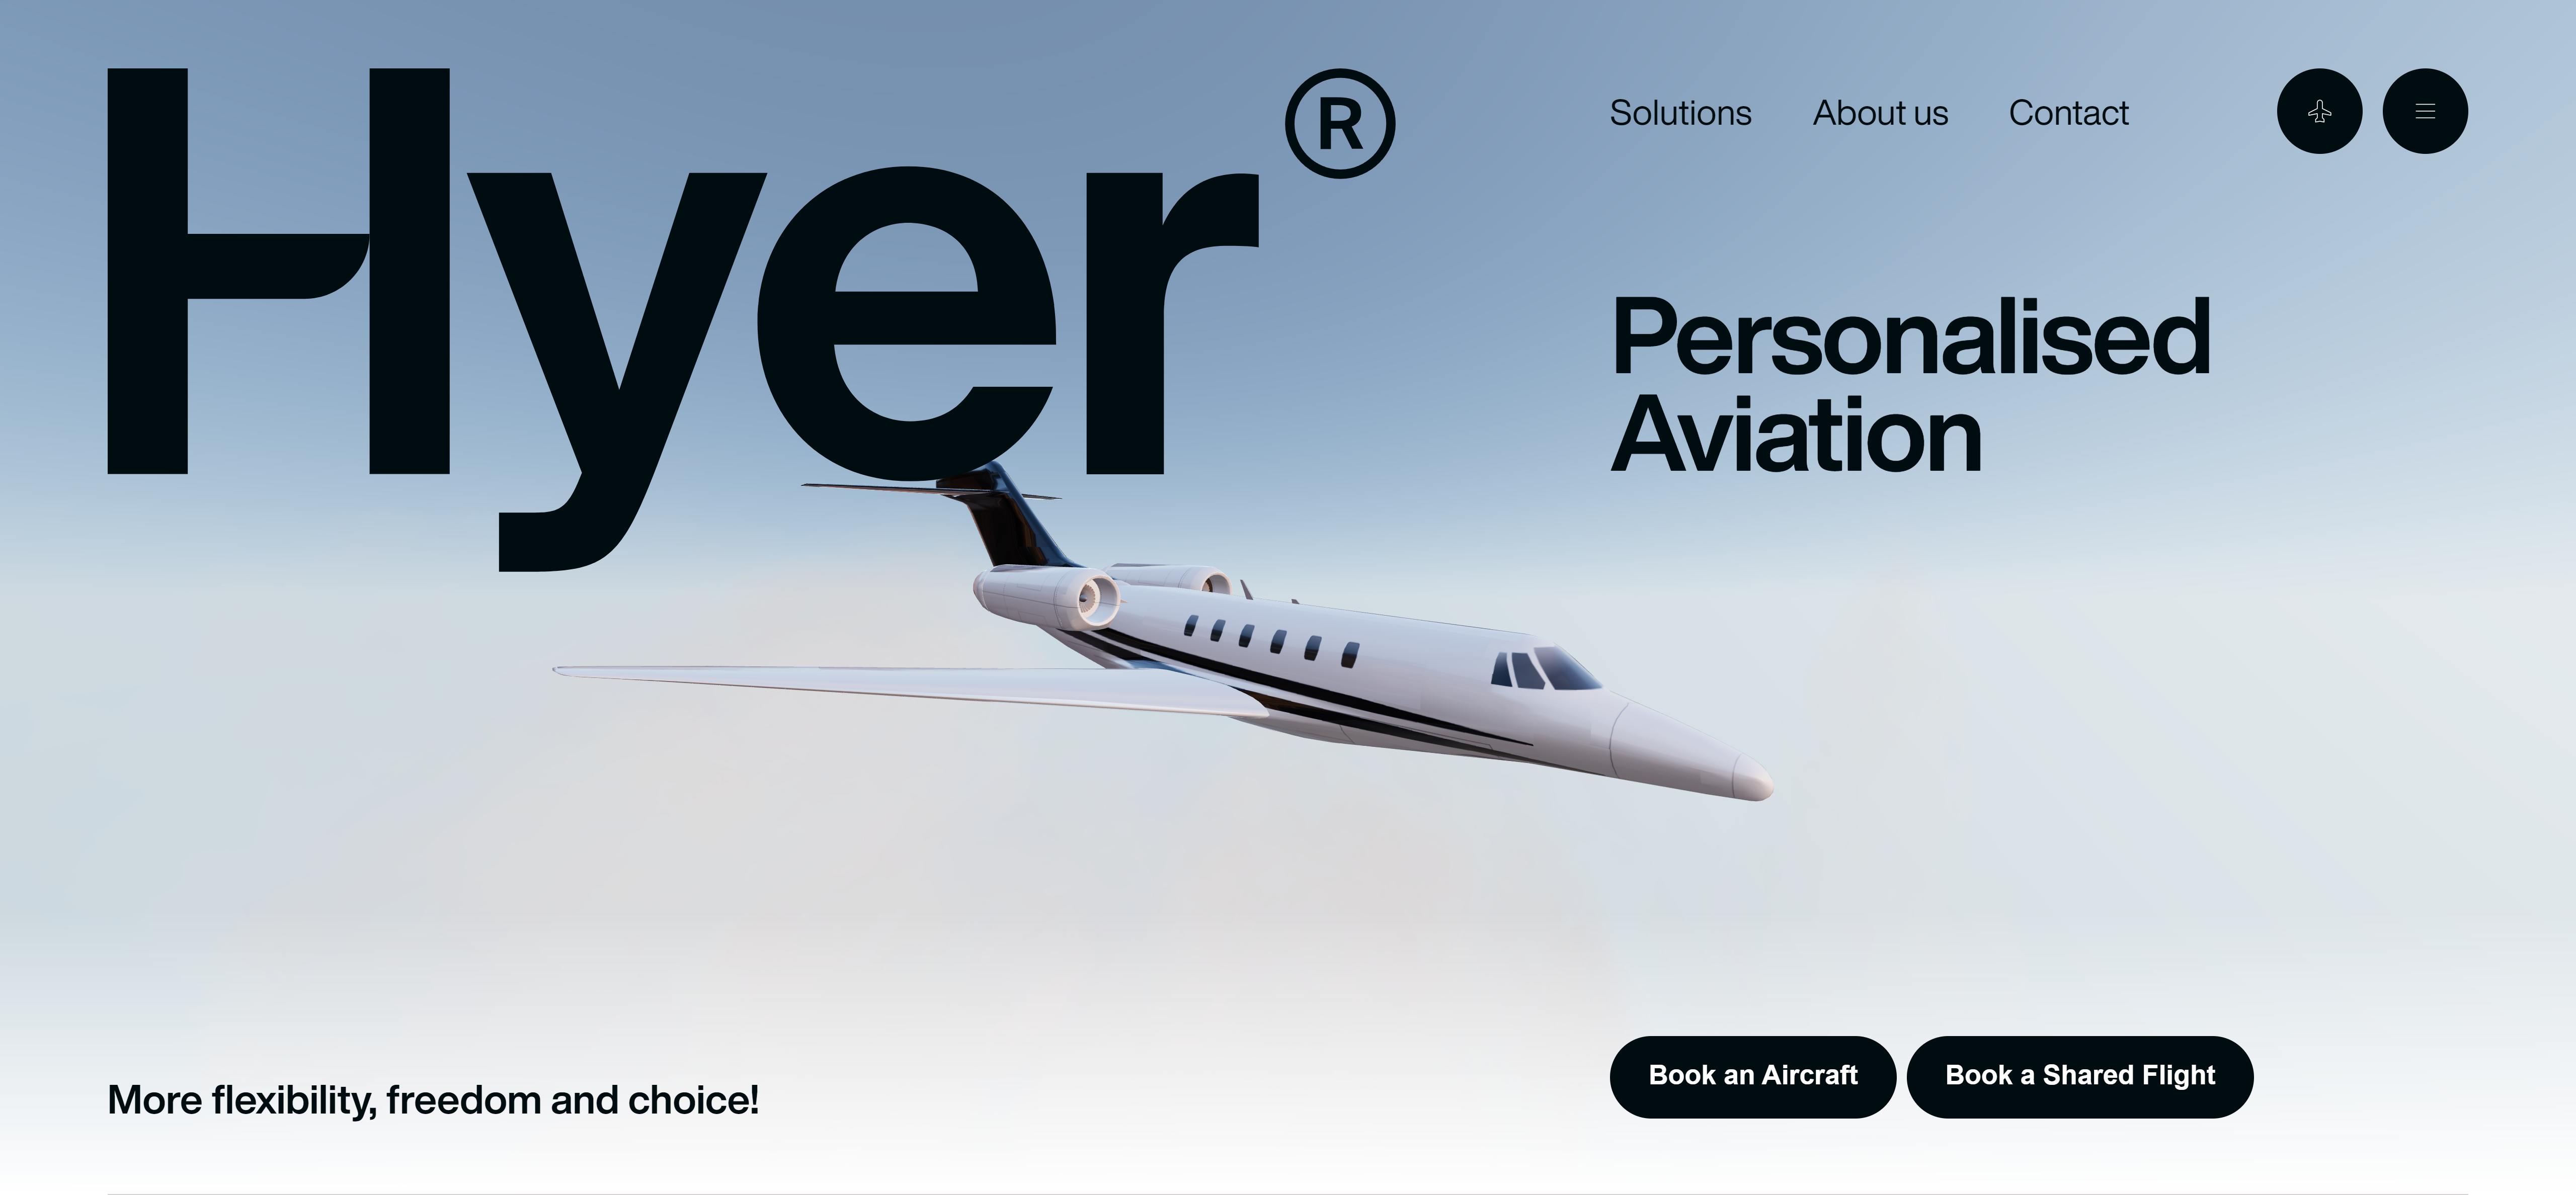 Hyer®
Solutions About us Contact
Personalised
Aviation
More flexibility, freedom and choice!
Book an Aircraft Book a Shared Flight